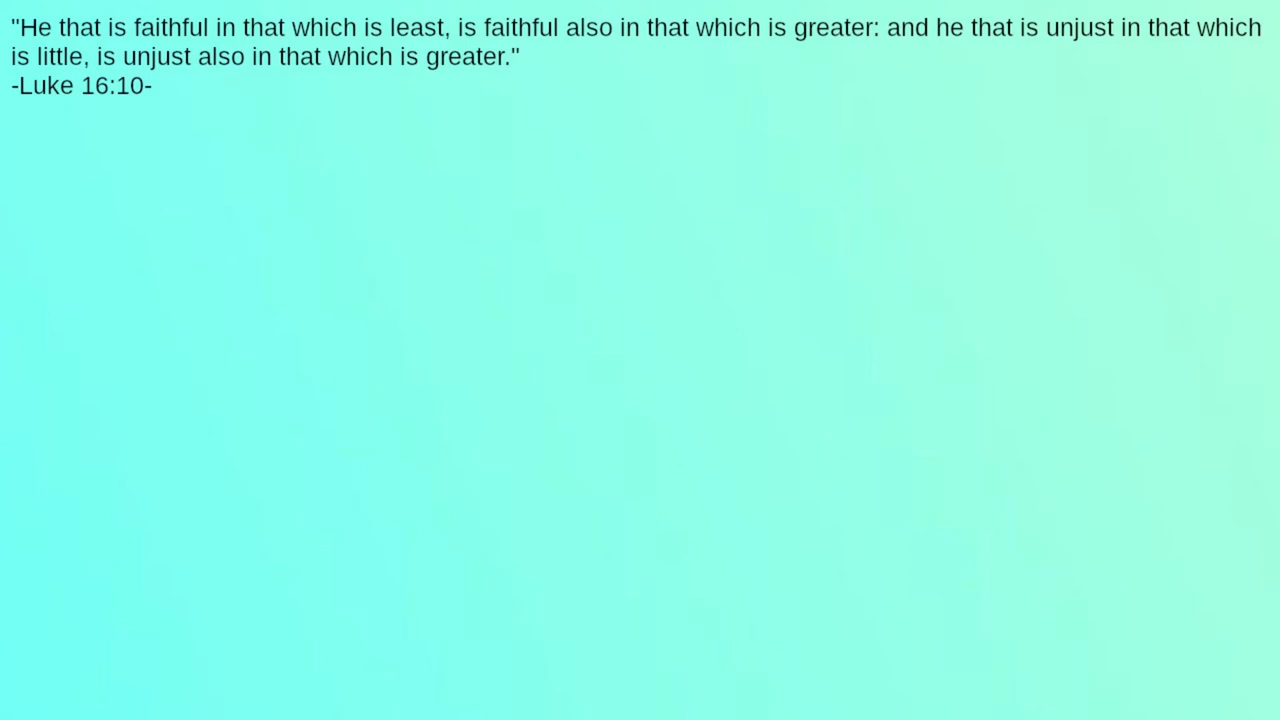 "He that is faithful in that which is least, is faithful also in that which is greater: and he that is unjust in that which
is little, is unjust also in that which is greater."
-Luke 16:10-